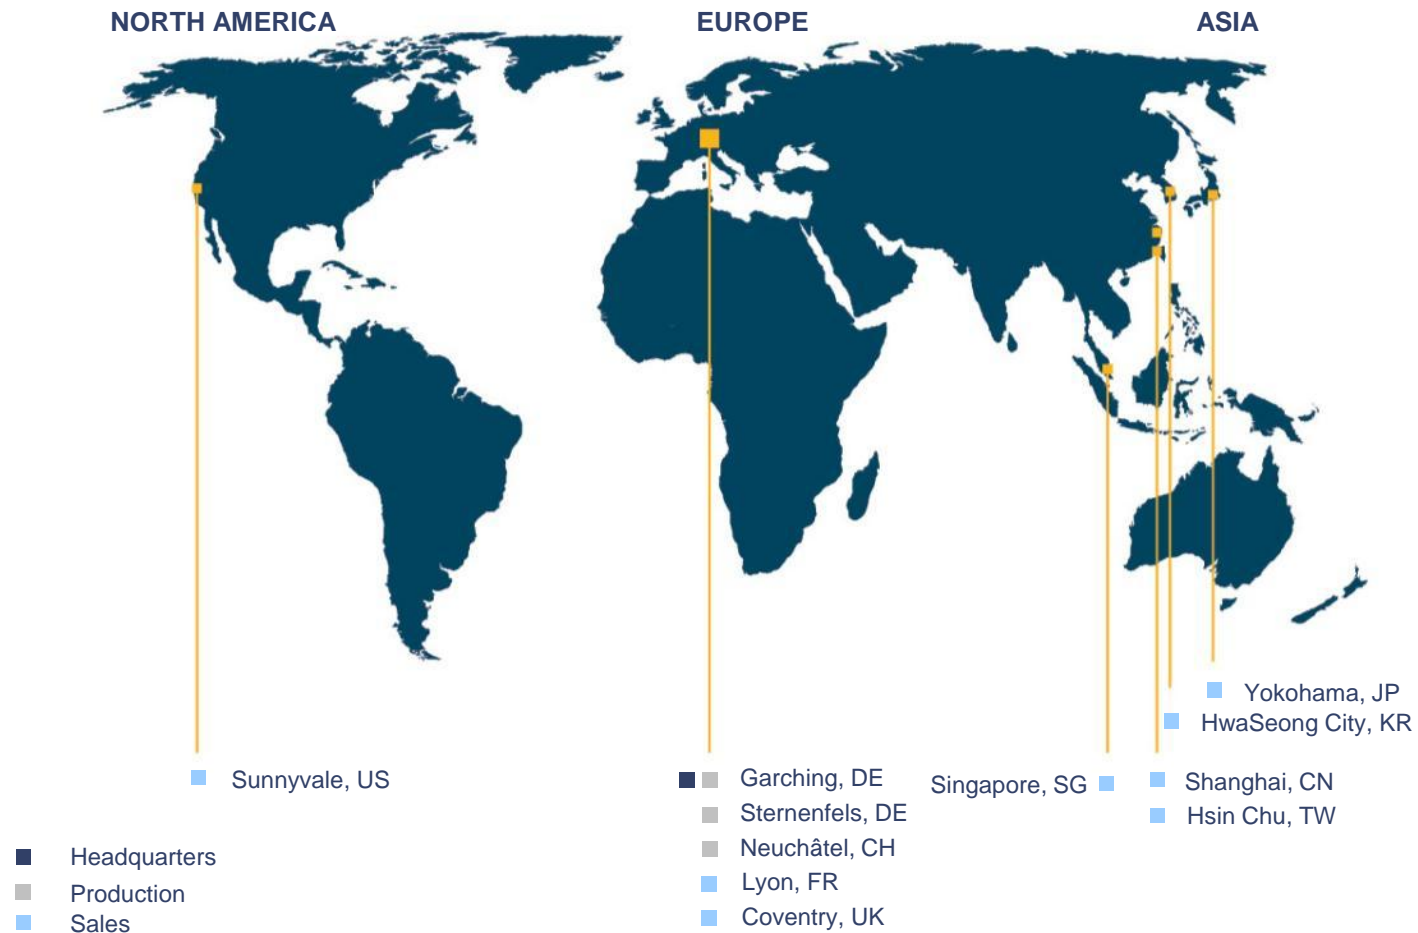 NORTH AMERICA
EUROPE
ASIA
Yokohama, JP
HwaSeong City, KR
Sunnyvale, US
Garching, DE
Sternenfels, DE
Neuchâtel, CH
Lyon, FR
Coventry, UK
Singapore, SG
Shanghai, CN
Hsin Chu, TW
Headquarters
Production
Sales